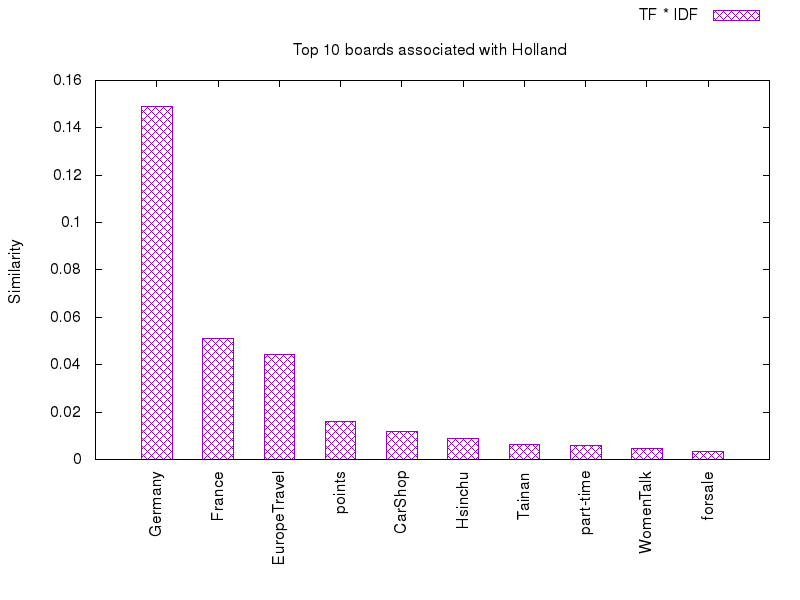 TF * IDF
Top 10 boards associated with Holland
Similarity
0.16
0.14
0.12
0.1
0.08
0.06
0.04
0.02
0
Germany
France
EuropeTravel
points
CarShop
Hsinchu
Tainan
part-time
WomenTalk
forsale